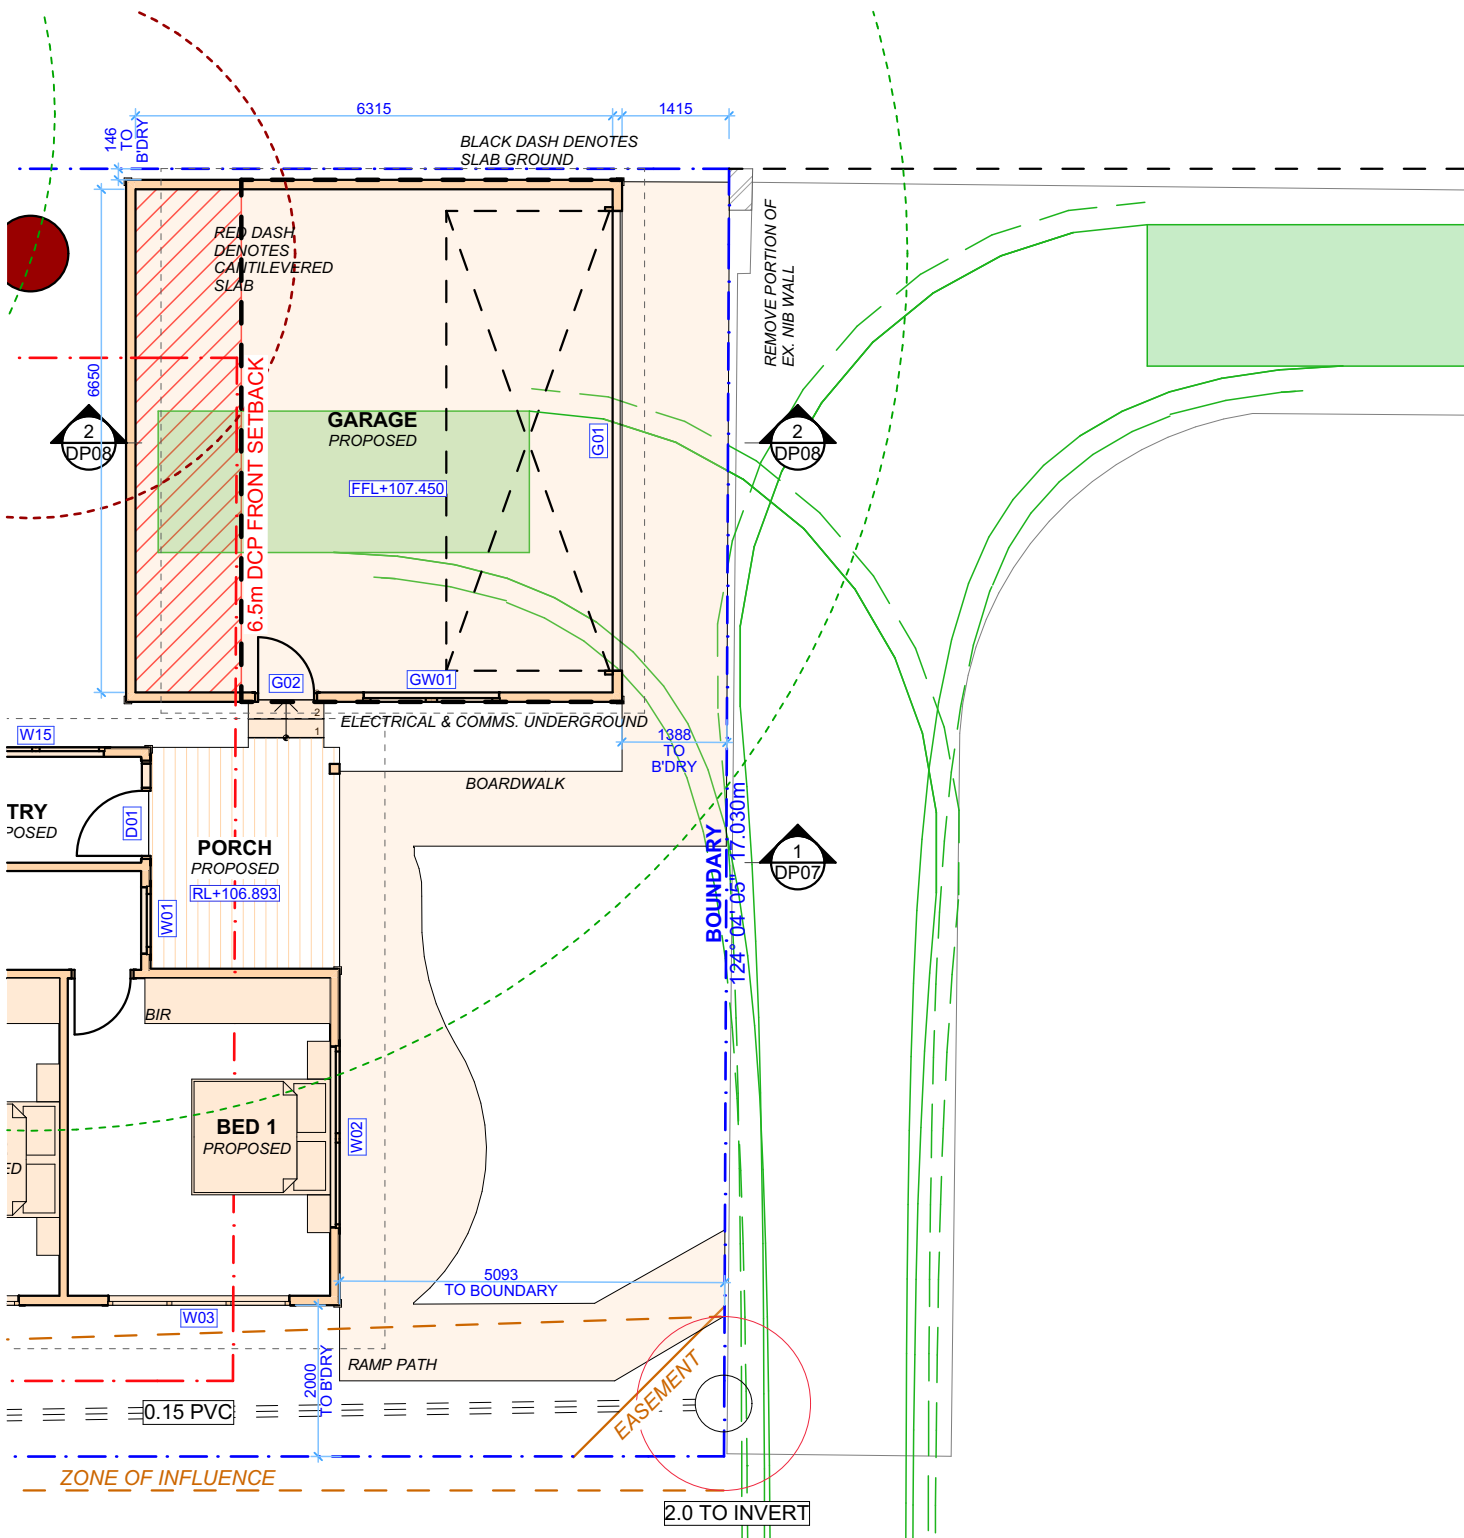 6315
1415
146
TO
B'DRY
BLACK DASH DENOTES
SLAB GROUND
RED DASH
DENOTES
CANTILEVERED
SLAB
REMOVE PORTION OF
EX. NIB WALL
6650
6.5m DCP FRONT SETBACK
GARAGE
PROPOSED
G01
2
DP08
2
DP08
FFL+107.450
G02
GW01
2
1
ELECTRICAL & COMMS. UNDERGROUND
W15
1388
TO
B'DRY
BOARDWALK
TRY
POSED
D01
PORCH
PROPOSED
RL+106.893
W01
BOUNDARY
124° 04' 05" 17.030m
1
DP07
BIR
BED 1
PROPOSED
W02
ED
5093
TO BOUNDARY
W03
RAMP PATH
2000
TO B'DRY
EASEMENT
0.15 PVC
ZONE OF INFLUENCE
2.0 TO INVERT